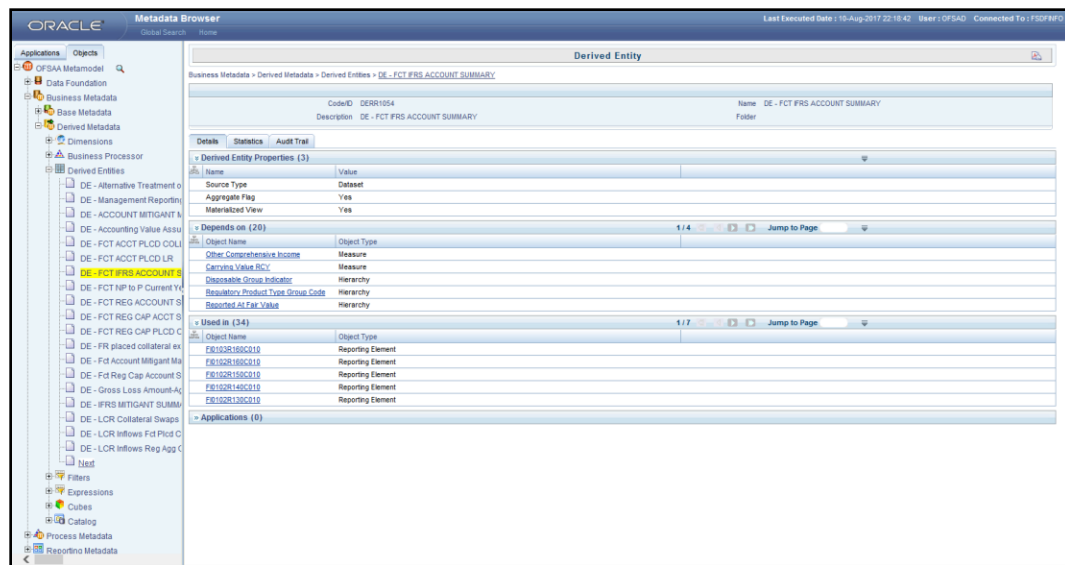 ORACLE
Metadata Browser
Global Search Home
Last Executed Date : 10-Aug-2017 22:18:42 User : OFSAD Connected To : FSDFINFO
Applications Objects
OFSAA Metamodel
Data Foundation
Business Metadata
Base Metadata
Derived Metadata
Dimensions
Business Processor
Derived Entities
DE - Alternative Treatment o
DE - Management Reporting
DE - ACCOUNT MITIGANT M
DE - Accounting Value Assu
DE - FCT ACCT PLCD COLL
DE - FCT ACCT PLCD LR
DE - FCT IFRS ACCOUNT S
DE - FCT NP to P Current Ye
DE - FCT REG ACCOUNT S
DE - FCT REG CAP ACCT S
DE - FCT REG CAP PLCD C
DE - FR placed collateral ex
DE - Fct Account Mitigant Ma
DE - Fct Reg Cap Account S
DE - Gross Loss Amount-Ag
DE - IFRS MITIGANT SUMMA
DE - LCR Collateral Swaps
DE - LCR Inflows Fct Plcd C
DE - LCR Inflows Reg Agg C
Next
Filters
Expressions
Cubes
Catalog
Process Metadata
Reporting Metadata
Derived Entity
Business Metadata > Derived Metadata > Derived Entities > DE - FCT IFRS ACCOUNT SUMMARY
Code/ID DERR1054 Name DE - FCT IFRS ACCOUNT SUMMARY
Description DE - FCT IFRS ACCOUNT SUMMARY Folder
Details Statistics Audit Trail
Derived Entity Properties (3)
Name Value
Source Type Dataset
Aggregate Flag Yes
Materialized View Yes
Depends on (20) 1/4 Jump to Page
Object Name Object Type
Other Comprehensive Income Measure
Carrying Value RCY Measure
Disposable Group Indicator Hierarchy
Regulatory Product Type Group Code Hierarchy
Reported At Fair Value Hierarchy
Used in (34) 1/7 Jump to Page
Object Name Object Type
FI0103R160C010 Reporting Element
FI0102R160C010 Reporting Element
FI0102R150C010 Reporting Element
FI0102R140C010 Reporting Element
FI0102R130C010 Reporting Element
Applications (0)